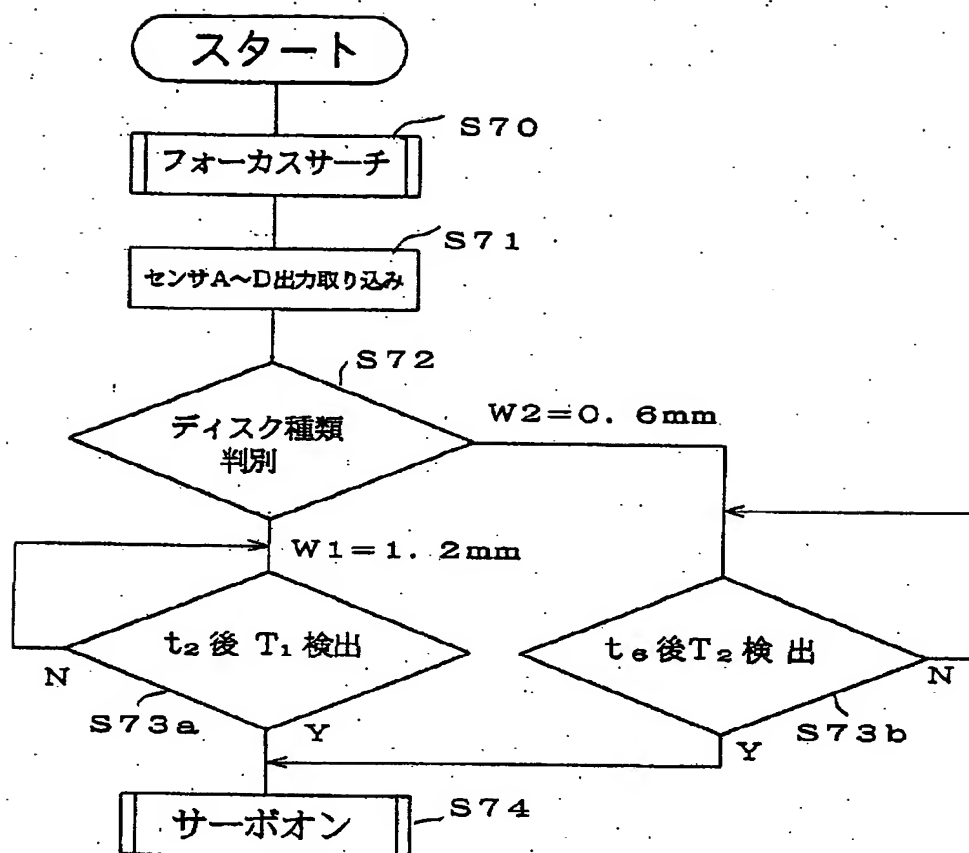 スタート
S70
フォーカスサーチ
S71
センサA～D出力取り込み
S72
ディスク種類
判別
W2=0.6mm
W1=1.2mm
t₂後 T₁検出
N
S73a
Y
t₆後T₂検出
N
S73b
Y
サーボオン
S74